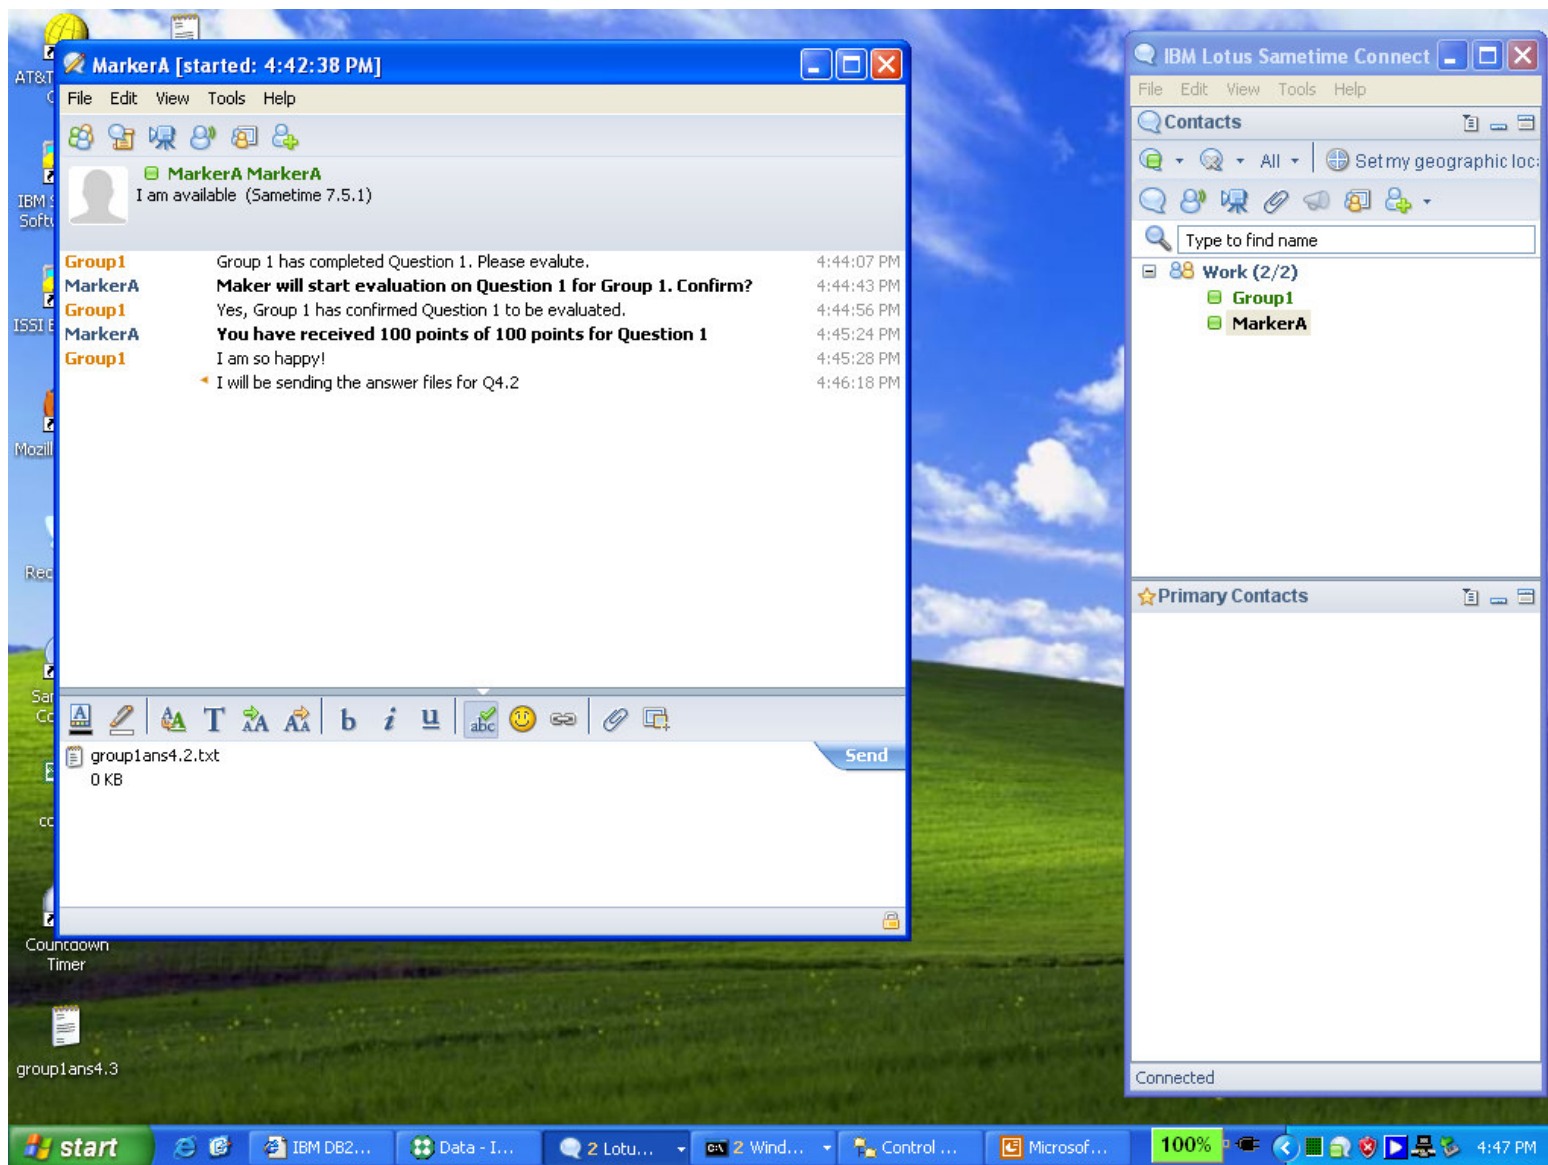 AT&T
MarkerA [started: 4:42:38 PM]
File Edit View Tools Help
MarkerA MarkerA
I am available (Sametime 7.5.1)
Group1 Group 1 has completed Question 1. Please evalute. 4:44:07 PM
MarkerA Maker will start evaluation on Question 1 for Group 1. Confirm? 4:44:43 PM
Group1 Yes, Group 1 has confirmed Question 1 to be evaluated. 4:44:56 PM
MarkerA You have received 100 points of 100 points for Question 1 4:45:24 PM
Group1 I am so happy! 4:45:28 PM
I will be sending the answer files for Q4.2 4:46:18 PM
A A A T A A A A b i u abc
group1ans4.2.txt
0 KB
Send
IBM
Soft
ISSI
Mozill
Rec
Countdown
Timer
group1ans4.3
IBM Lotus Sametime Connect
File Edit View Tools Help
Contacts
All Set my geographic loc
Type to find name
Work (2/2)
Group1
MarkerA
Primary Contacts
Connected
start IBM DB2... Data - I... 2 Lotu... C:\ 2 Wind... Control ... Microsof... 100% 4:47 PM